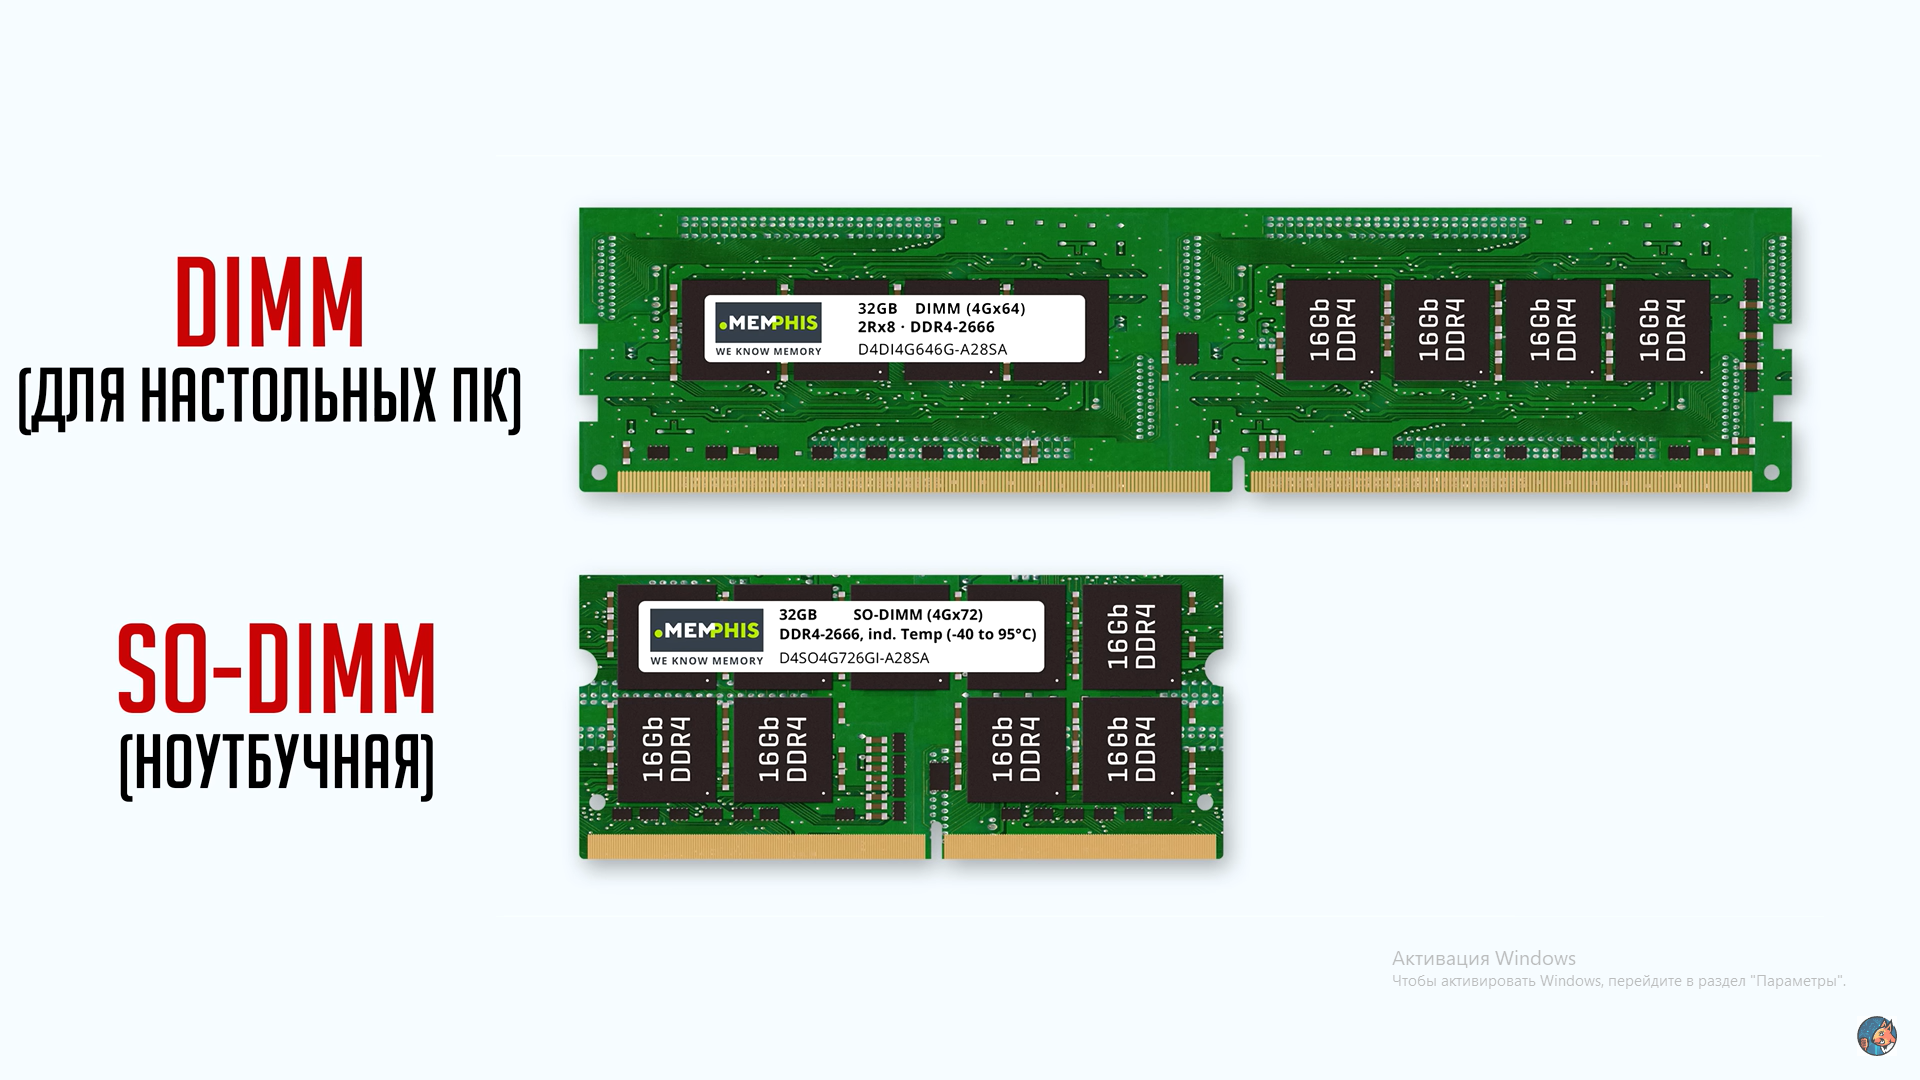 DIMM
(ДЛЯ НАСТОЛЬНЫХ ПК)
.MEMPHIS
WE KNOW MEMORY
32GB DIMM (4Gx64)
2Rx8 · DDR4-2666
D4DI4G646G-A28SA
16Gb
DDR4
16Gb
DDR4
16Gb
DDR4
16Gb
DDR4
SO-DIMM
(НОУТБУЧНАЯ)
.MEMPHIS
WE KNOW MEMORY
32GB SO-DIMM (4Gx72)
DDR4-2666, ind. Temp (-40 to 95°C)
D4SO4G726GI-A28SA
16Gb
DDR4
16Gb
DDR4
16Gb
DDR4
16Gb
DDR4
16Gb
DDR4
Активация Windows
Чтобы активировать Windows, перейдите в раздел "Параметры".